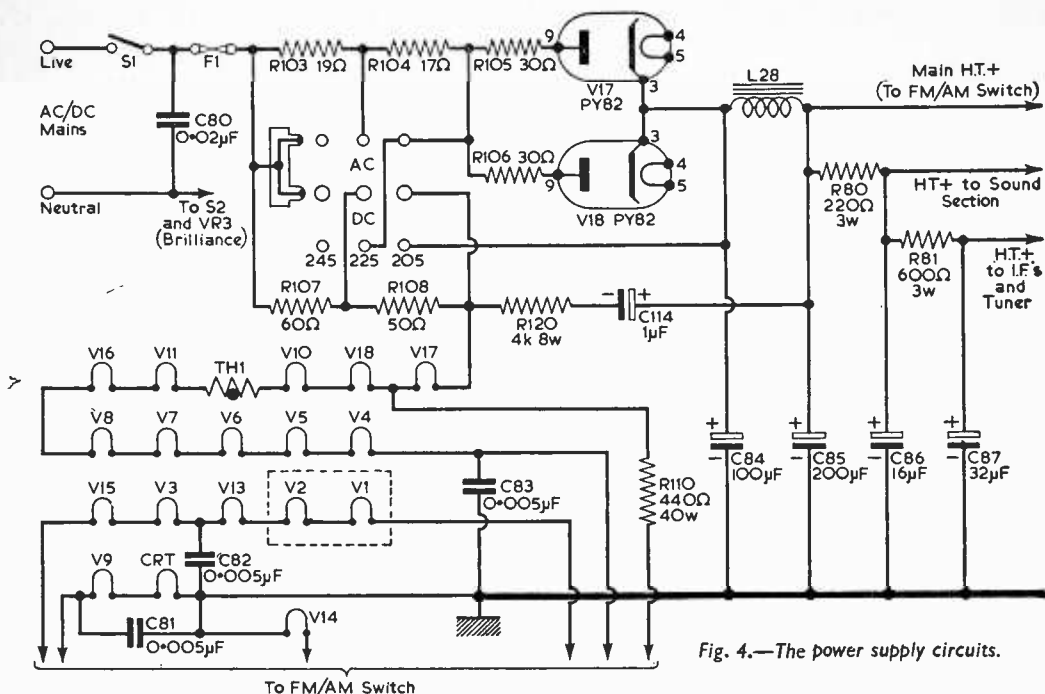 Live
S1
F1
R103 19Ω
R104 17Ω
R105 30Ω
9
4
5
3
V17
PY82
L28
Main H.T.+
(To FM/AM Switch)
AC/DC
Mains
C80
0·02µF
AC
R106 30Ω
3
4
9
5
V18 PY82
R80
220Ω
3w
HT+ to Sound
Section
Neutral
To S2
and VR3
(Brilliance)
DC
245
225
205
R81
600Ω
3w
H.T.+
to I.F's
and
Tuner
R107
60Ω
R108
50Ω
R120
4k 8w
- +
C114
1µF
V16
V11
TH1
V10
V18
V17
V8
V7
V6
V5
V4
+
-
C84
100µF
+
-
C85
200µF
+
-
C86
16µF
+
-
C87
32µF
R110
440Ω
40w
C83
0·005µF
V15
V3
V13
V2
V1
C82
0·005µF
V9
CRT
C81
0·005µF
V14
To FM/AM Switch
Fig. 4.—The power supply circuits.